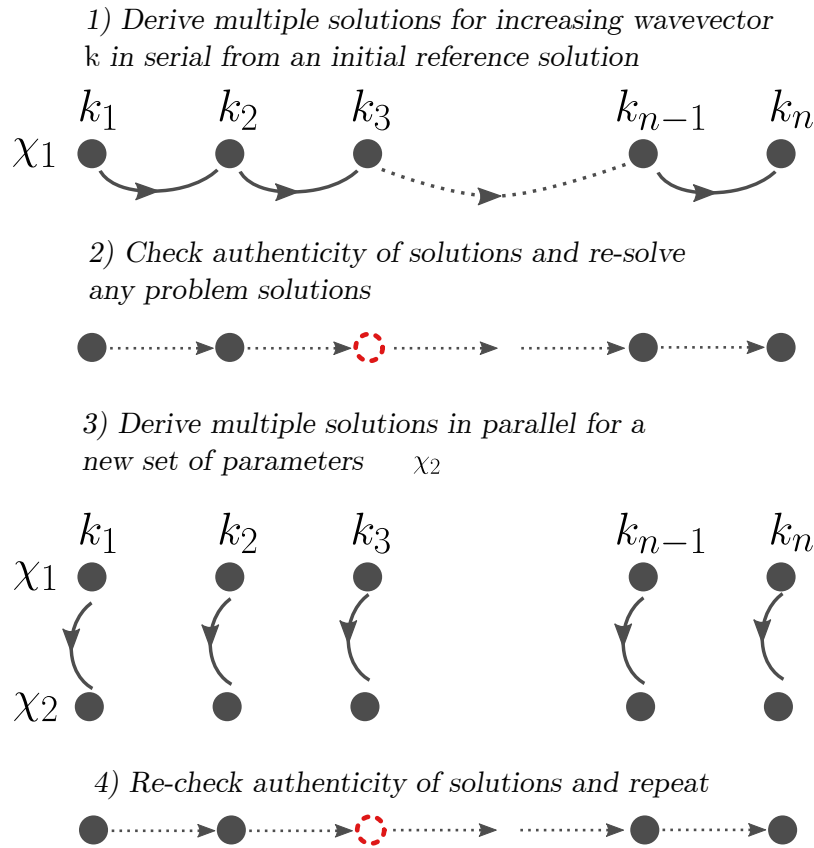 1) Derive multiple solutions for increasing wavevector
k in serial from an initial reference solution
k₁ k₂ k₃ kₙ₋₁ kₙ
χ₁
2) Check authenticity of solutions and re-solve
any problem solutions
3) Derive multiple solutions in parallel for a
new set of parameters χ₂
k₁ k₂ k₃ kₙ₋₁ kₙ
χ₁
χ₂
4) Re-check authenticity of solutions and repeat